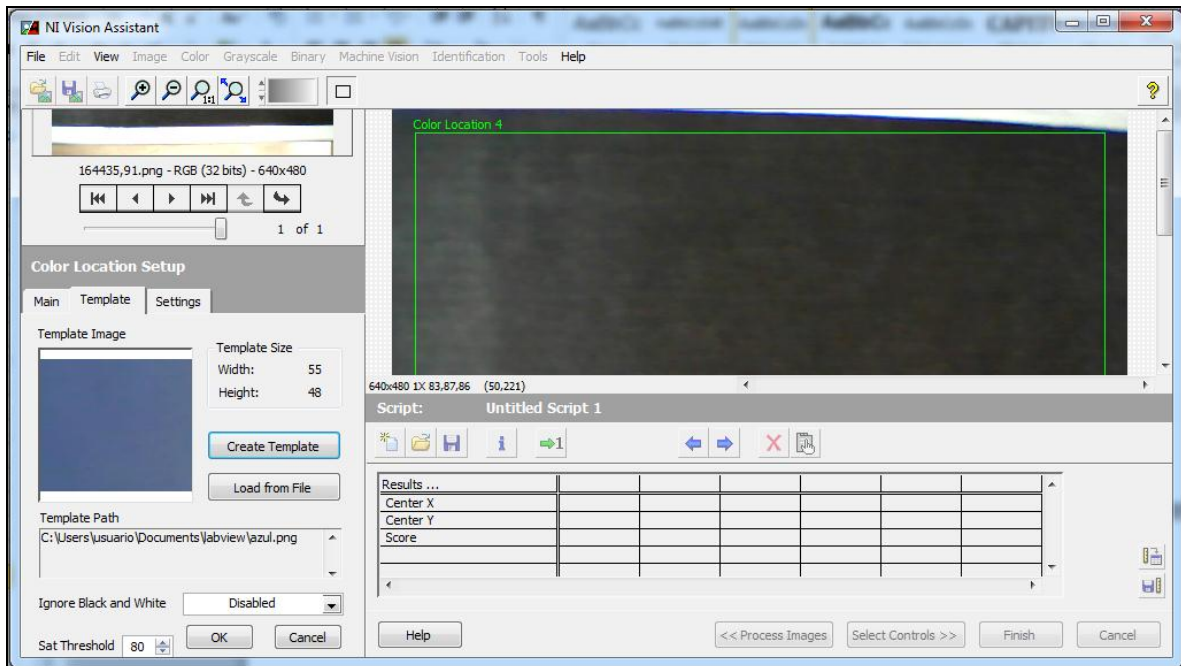 NI Vision Assistant
File Edit View Image Color Grayscale Binary Machine Vision Identification Tools Help
1:1
164435,91.png - RGB (32 bits) - 640x480
1 of 1
Color Location Setup
Main Template Settings
Template Image
Template Size
Width: 55
Height: 48
Create Template
Load from File
Template Path
C:\Users\usuario\Documents\labview\azul.png
Ignore Black and White Disabled
Sat Threshold 80
OK Cancel
Color Location 4
640x480 1X 83,87,86 (50,221)
Script: Untitled Script 1
1
Results ...
Center X
Center Y
Score
Help << Process Images Select Controls >> Finish Cancel